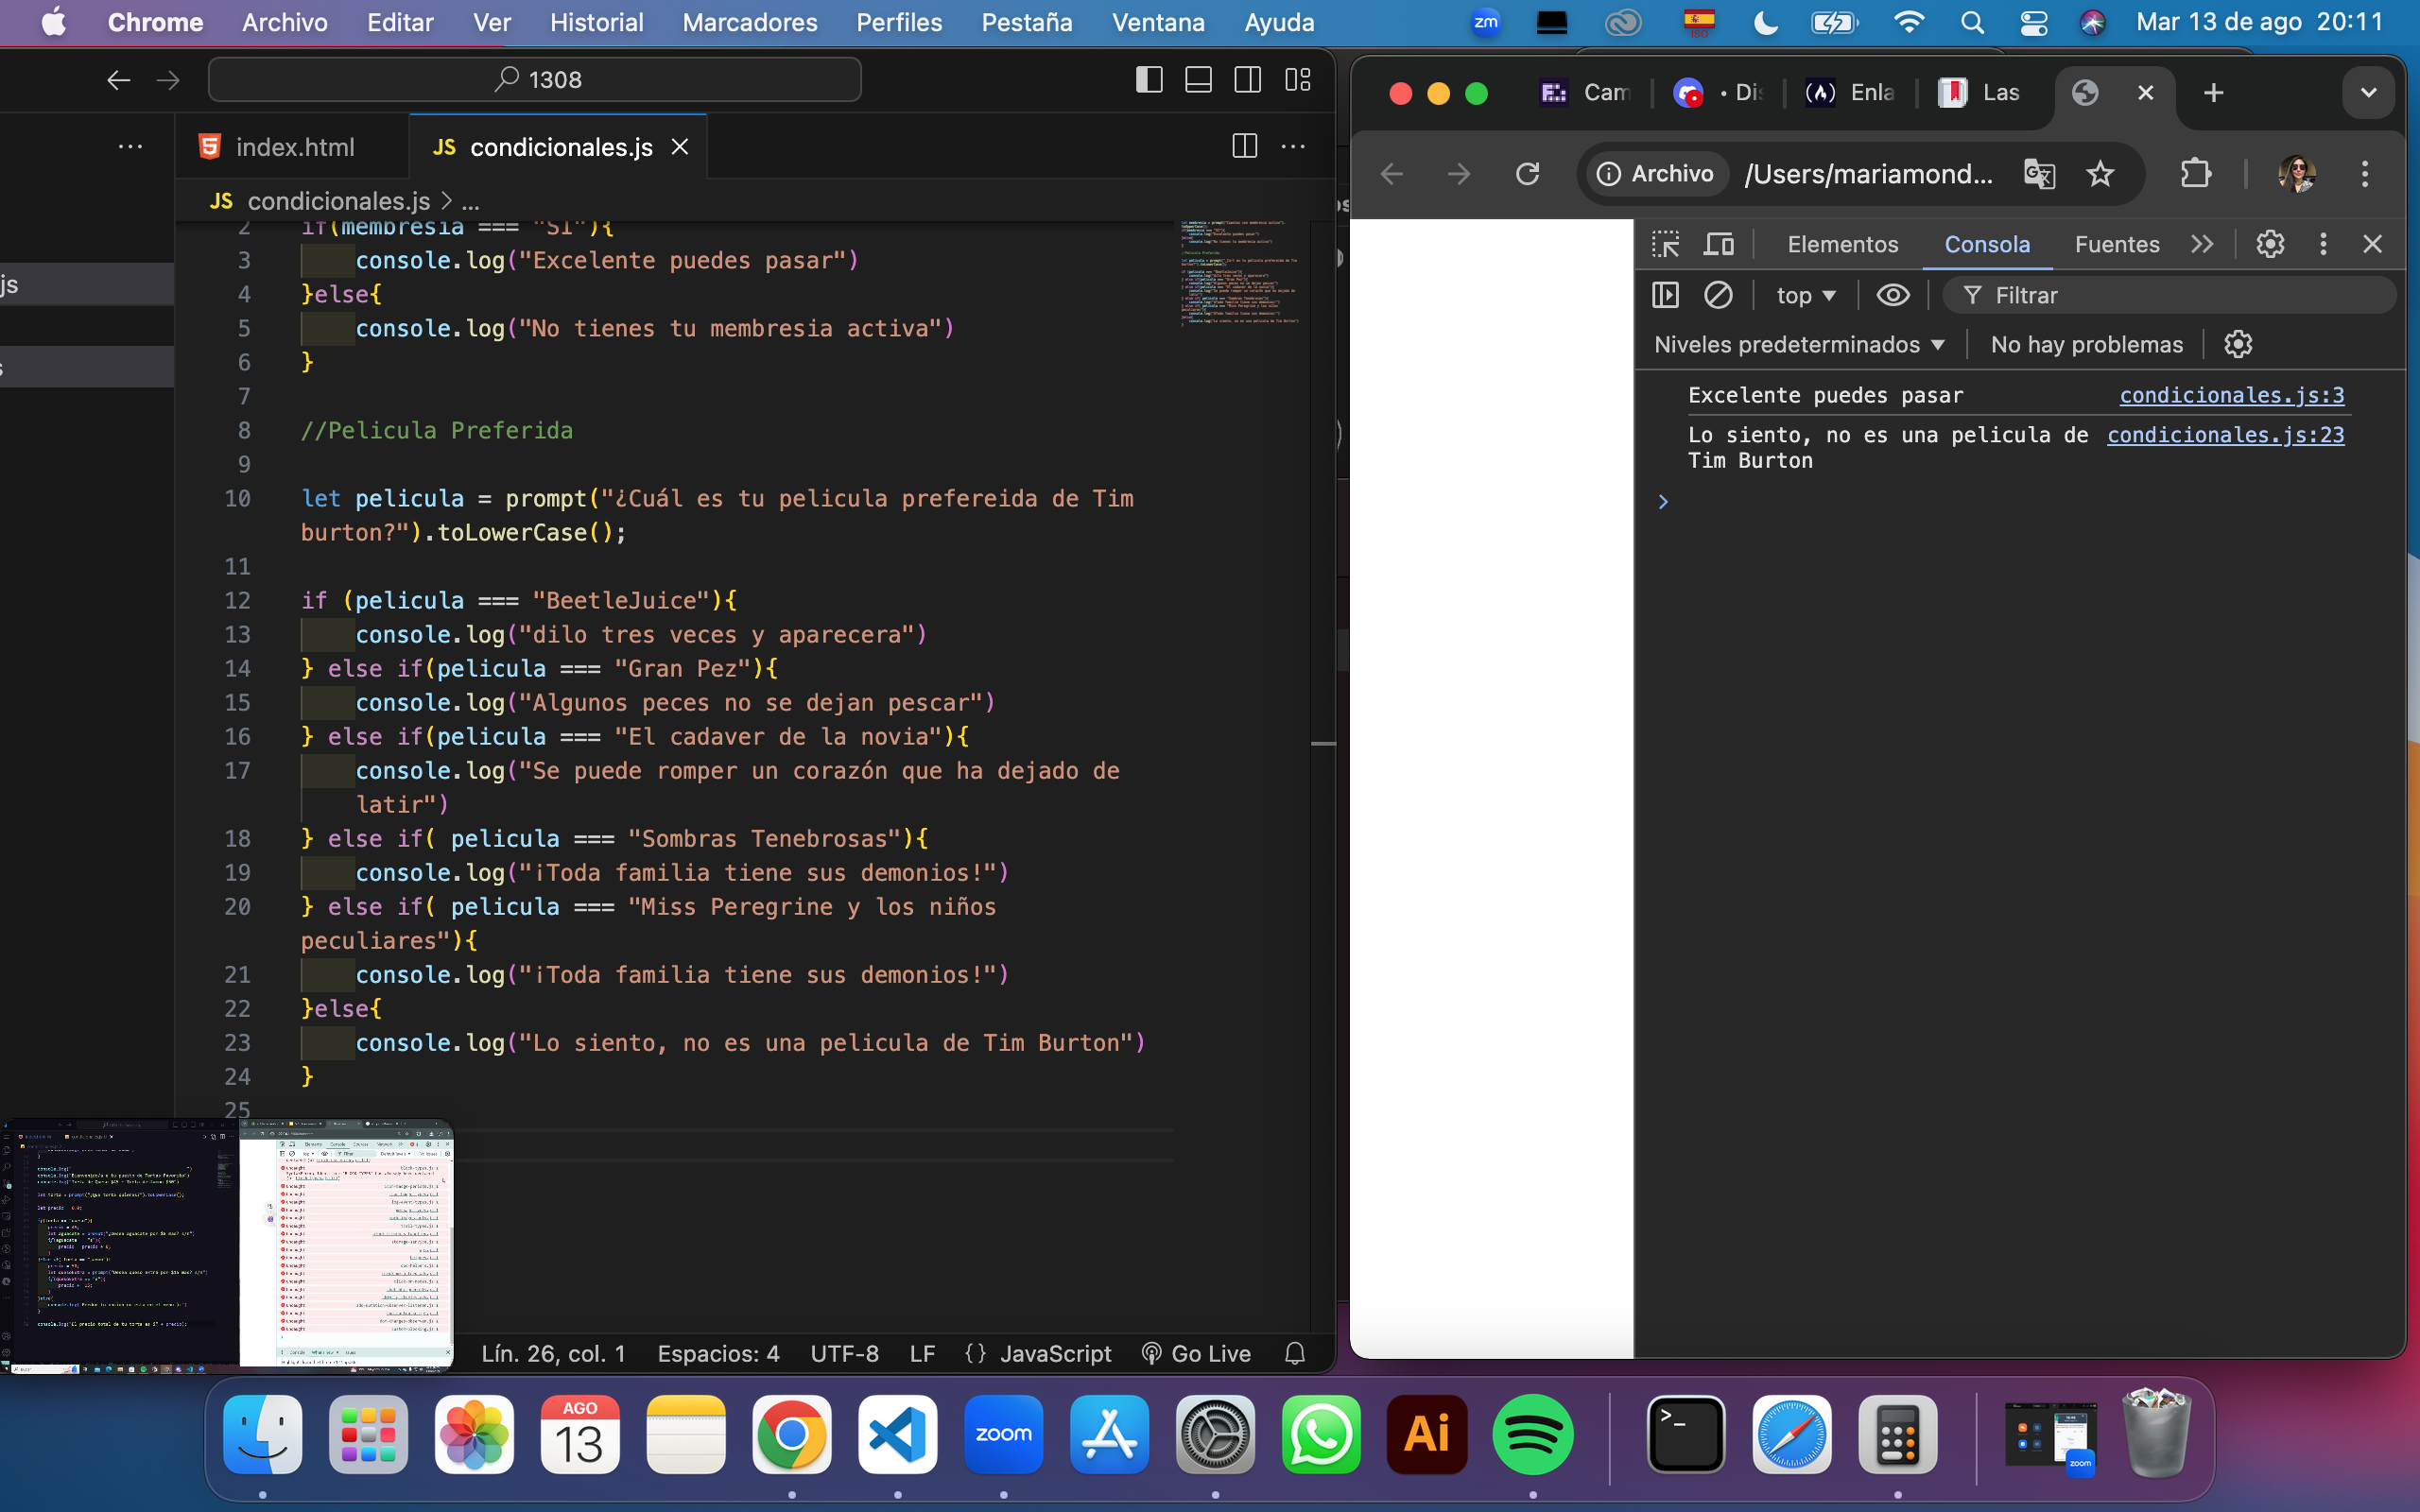 Chrome Archivo Editar Ver Historial Marcadores Perfiles Pestaña Ventana Ayuda
zm
ISO
Mar 13 de ago 20:11
1308
index.html
JS condicionales.js
JS condicionales.js > ...
js
2 if(membresia === "SI"){
3 console.log("Excelente puedes pasar")
4 }else{
5 console.log("No tienes tu membresia activa")
6 }
7
8 //Pelicula Preferida
9
10 let pelicula = prompt("¿Cuál es tu pelicula prefereida de Tim
burton?").toLowerCase();
11
12 if (pelicula === "BeetleJuice"){
13 console.log("dilo tres veces y aparecera")
14 } else if(pelicula === "Gran Pez"){
15 console.log("Algunos peces no se dejan pescar")
16 } else if(pelicula === "El cadaver de la novia"){
17 console.log("Se puede romper un corazón que ha dejado de
latir")
18 } else if( pelicula === "Sombras Tenebrosas"){
19 console.log("¡Toda familia tiene sus demonios!")
20 } else if( pelicula === "Miss Peregrine y los niños
peculiares"){
21 console.log("¡Toda familia tiene sus demonios!")
22 }else{
23 console.log("Lo siento, no es una pelicula de Tim Burton")
24 }
25
Lín. 26, col. 1 Espacios: 4 UTF-8 LF {} JavaScript Go Live
Cam
• Di
Enla
Las
Archivo /Users/mariamond...
Elementos Consola Fuentes
top Filtrar
Niveles predeterminados No hay problemas
Excelente puedes pasar condicionales.js:3
Lo siento, no es una pelicula de condicionales.js:23
Tim Burton
AGO
13
zoom
Ai
zoom